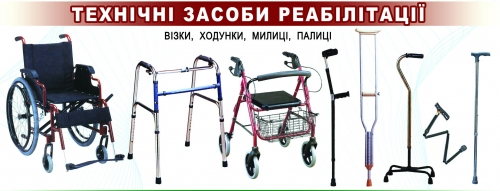 ТЕХНІЧНІ ЗАСОБИ РЕАБІЛІТАЦІЇ
ВІЗКИ, ХОДУНКИ, МИЛИЦІ, ПАЛИЦІ